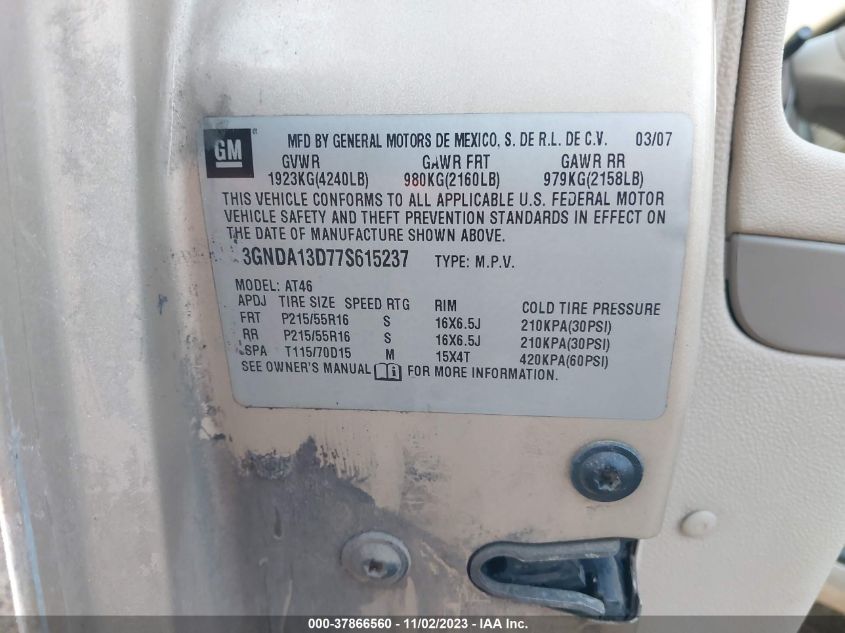 GM ® MFD BY GENERAL MOTORS DE MEXICO, S. DE R.L. DE C.V. 03/07
GVWR GAWR FRT GAWR RR
1923KG(4240LB) 980KG(2160LB) 979KG(2158LB)
THIS VEHICLE CONFORMS TO ALL APPLICABLE U.S. FEDERAL MOTOR
VEHICLE SAFETY AND THEFT PREVENTION STANDARDS IN EFFECT ON
THE DATE OF MANUFACTURE SHOWN ABOVE.
3GNDA13D77S615237 TYPE: M.P.V.
MODEL: AT46
APDJ TIRE SIZE SPEED RTG RIM COLD TIRE PRESSURE
FRT P215/55R16 S 16X6.5J 210KPA(30PSI)
RR P215/55R16 S 16X6.5J 210KPA(30PSI)
SPA T115/70D15 M 15X4T 420KPA(60PSI)
SEE OWNER'S MANUAL i FOR MORE INFORMATION.
000-37866560 - 11/02/2023 - I.A.A. Inc.